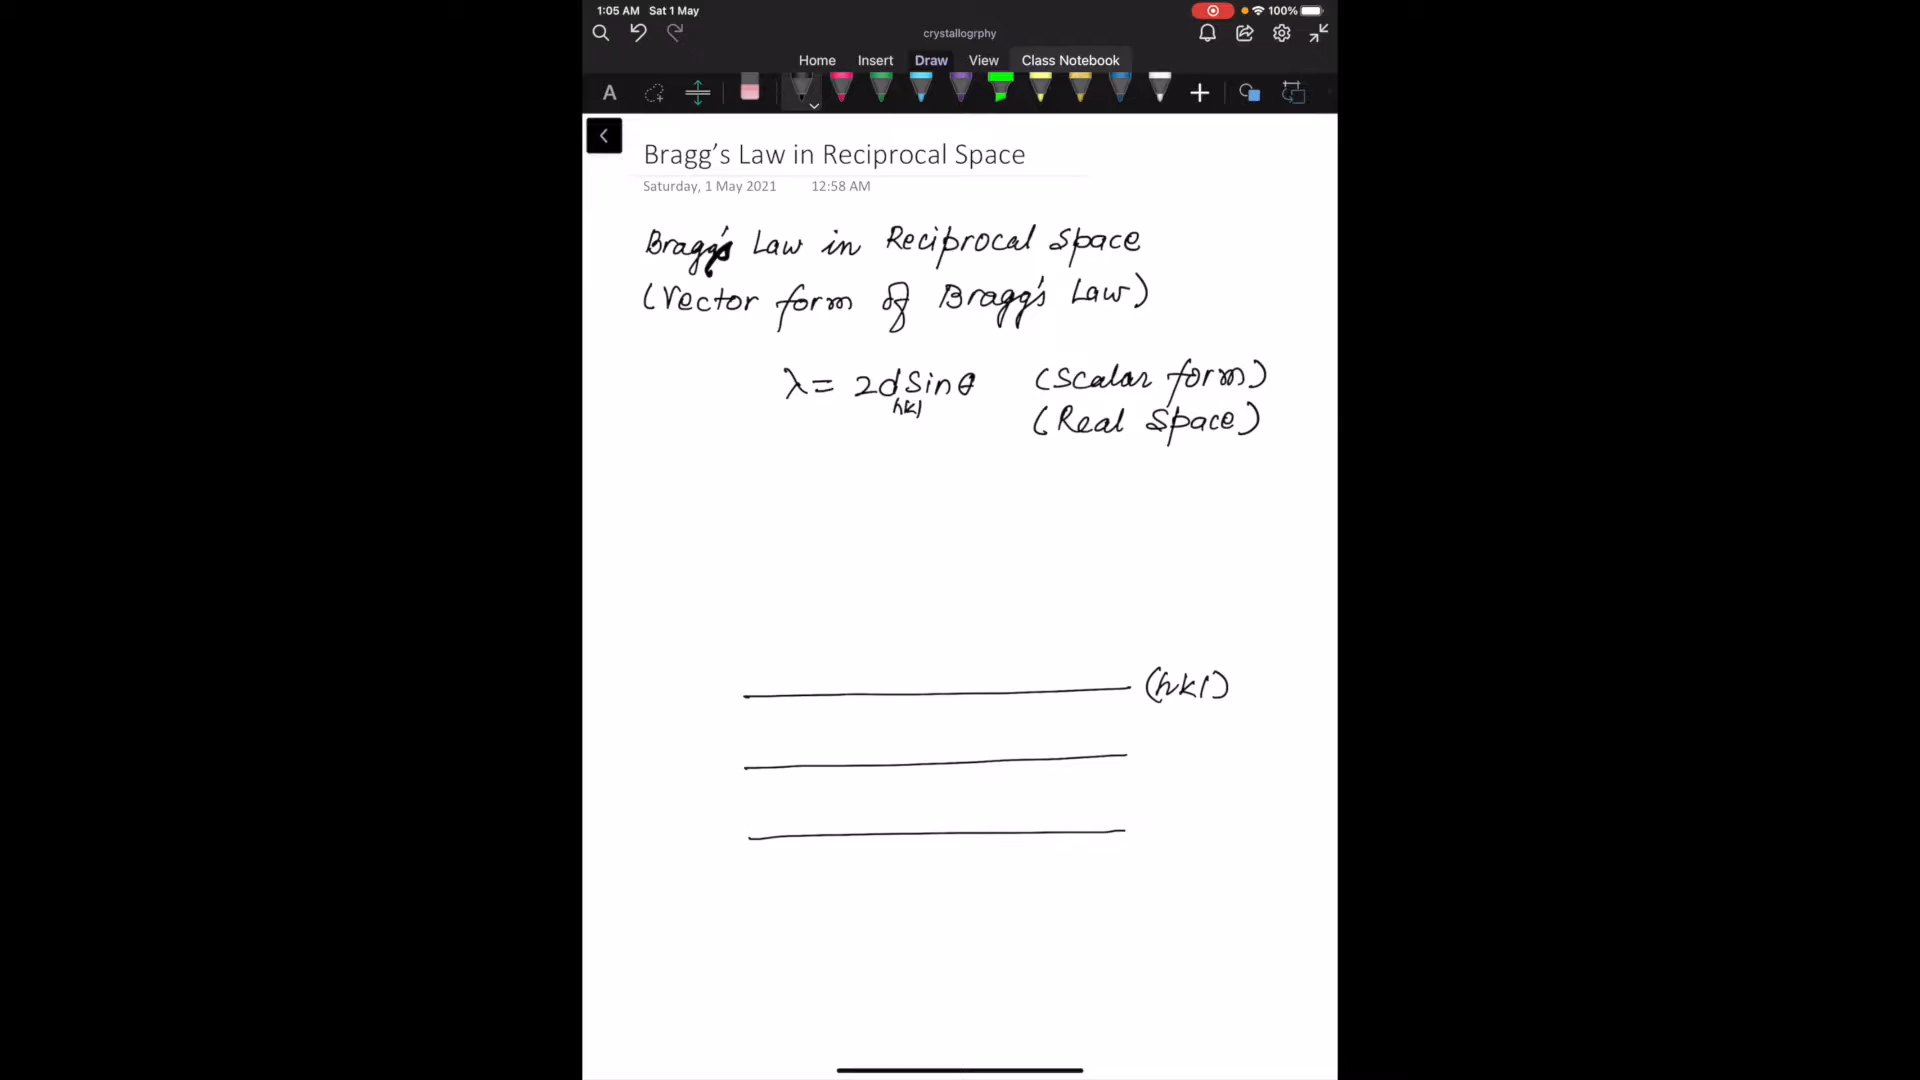 1:05 AM Sat 1 May
100%
crystallogrphy
Home Insert Draw View Class Notebook
A
Bragg’s Law in Reciprocal Space
Saturday, 1 May 2021 12:58 AM
Bragg's Law in Reciprocal Space
(Vector form of Bragg's Law)
λ = 2d_hkl Sinθ (Scalar form)
(Real Space)
(hkl)